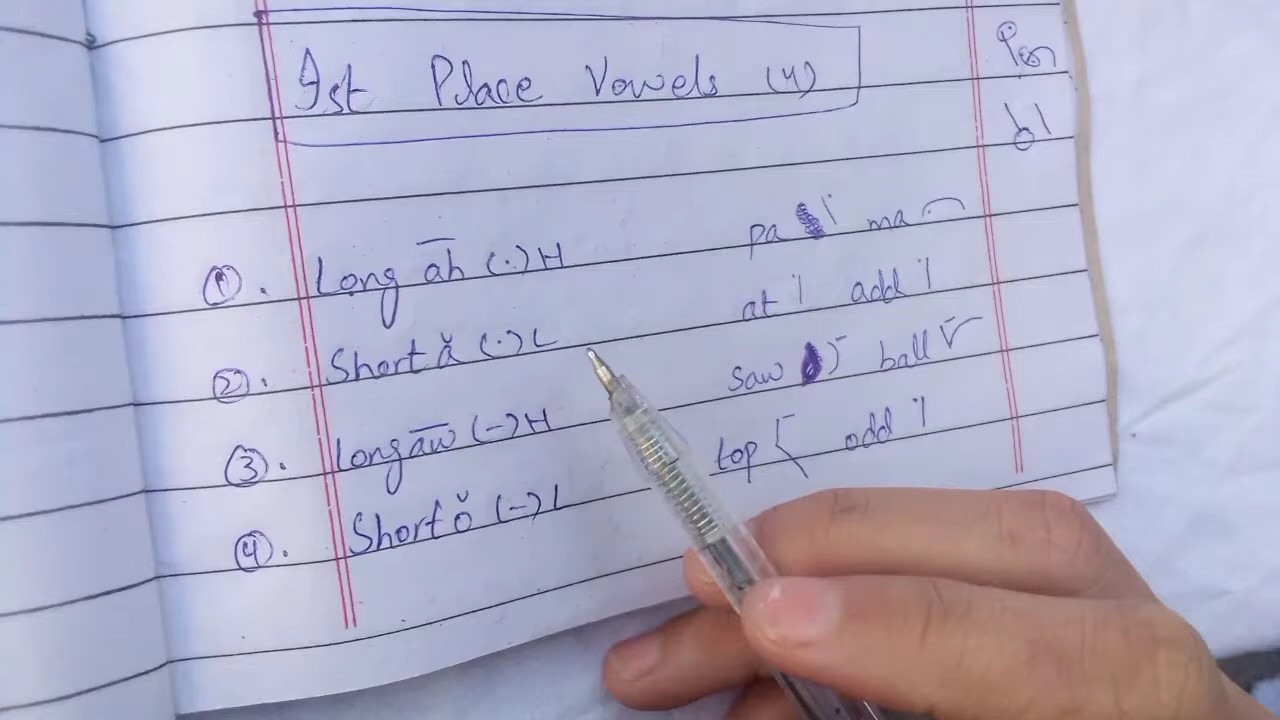 1st Place Vowels (4)
①. Long āh (.) H pa ma
②. Short ă (.) L at add
③. Long āw (-) H saw ball
④. Short ŏ (-) L top odd